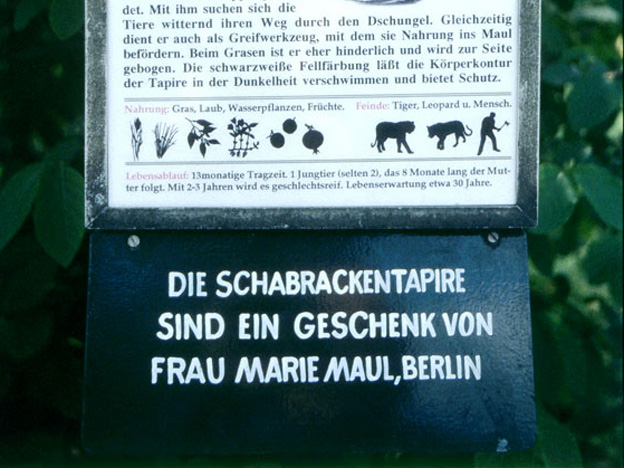 det. Mit ihm suchen sich die
Tiere witternd ihren Weg durch den Dschungel. Gleichzeitig
dient er auch als Greifwerkzeug, mit dem sie Nahrung ins Maul
befördern. Beim Grasen ist er eher hinderlich und wird zur Seite
gebogen. Die schwarzweiße Fellfärbung läßt die Körperkontur
der Tapire in der Dunkelheit verschwimmen und bietet Schutz.
Nahrung: Gras, Laub, Wasserpflanzen, Früchte. Feinde: Tiger, Leopard u. Mensch.
Lebensablauf: 13monatige Tragzeit. 1 Jungtier (selten 2), das 8 Monate lang der Mut-
ter folgt. Mit 2-3 Jahren wird es geschlechtsreif. Lebenserwartung etwa 30 Jahre.
DIE SCHABRACKENTAPIRE
SIND EIN GESCHENK VON
FRAU MARIE MAUL, BERLIN